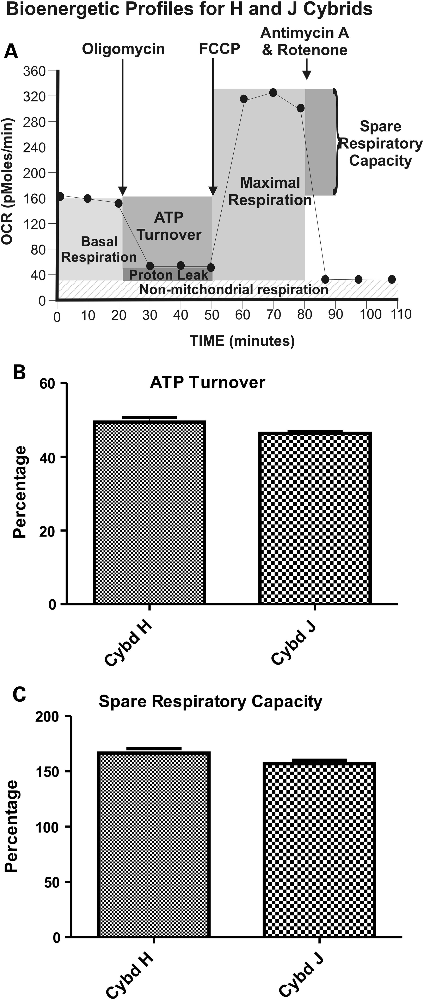 Bioenergetic Profiles for H and J Cybrids
A
Oligomycin
FCCP
Antimycin A
& Rotenone
360
320
280
240
200
160
120
80
40
0
OCR (pMoles/min)
Spare
Respiratory
Capacity
Maximal
Respiration
ATP
Turnover
Basal
Respiration
Proton Leak
Non-mitchondrial respiration
0 10 20 30 40 50 60 70 80 90 100 110
TIME (minutes)
B
ATP Turnover
60
40
20
0
Percentage
Cybd H
Cybd J
C
Spare Respiratory Capacity
200
150
100
50
0
Percentage
Cybd H
Cybd J